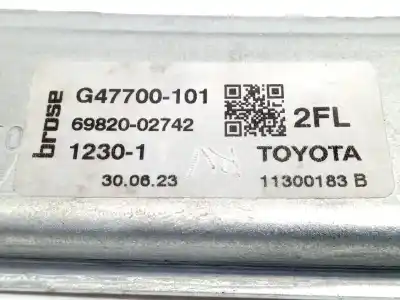 brose
G47700-101
69820-02742
2FL
1230-1
TOYOTA
30.06.23
11300183 B